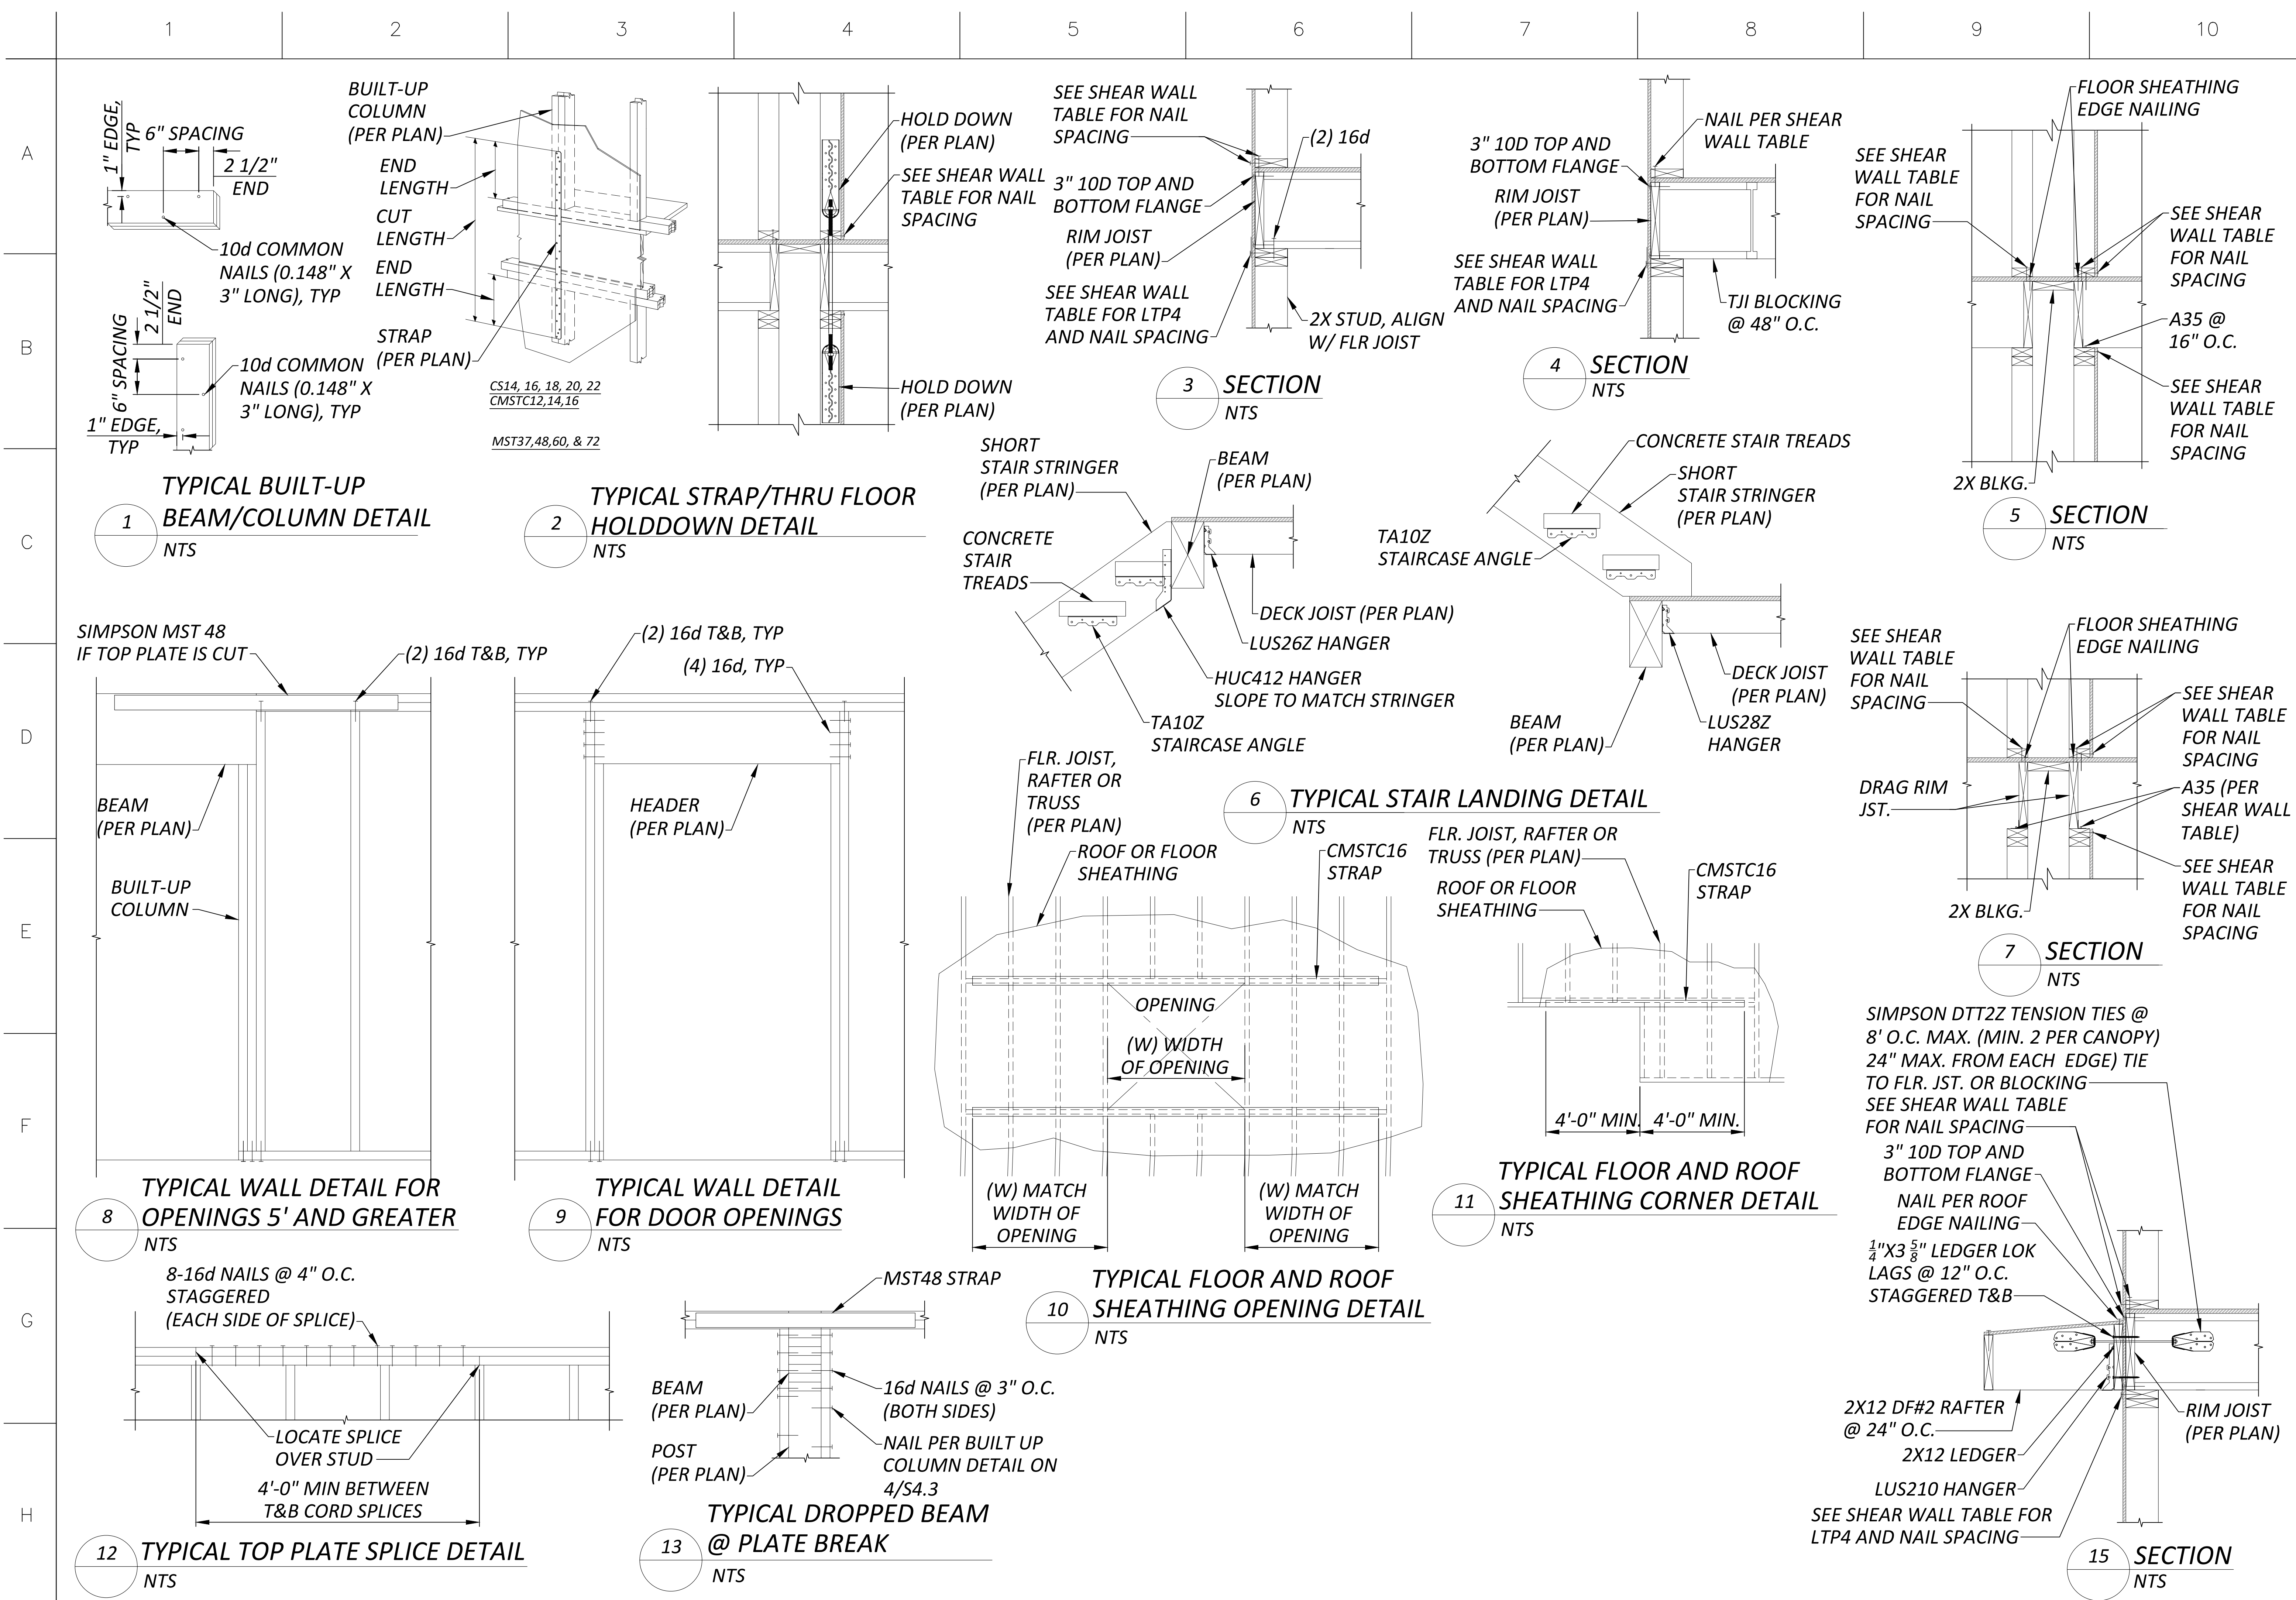 1
2
3
4
5
6
7
8
9
10
A
B
C
D
E
F
G
H
1" EDGE,
TYP
6" SPACING
2 1/2"
END
10d COMMON
NAILS (0.148" X
3" LONG), TYP
2 1/2"
END
6" SPACING
10d COMMON
NAILS (0.148" X
3" LONG), TYP
1" EDGE,
TYP
1
TYPICAL BUILT-UP
BEAM/COLUMN DETAIL
NTS
BUILT-UP
COLUMN
(PER PLAN)
END
LENGTH
CUT
LENGTH
END
LENGTH
STRAP
(PER PLAN)
CS14, 16, 18, 20, 22
CMSTC12,14,16
MST37,48,60, & 72
HOLD DOWN
(PER PLAN)
SEE SHEAR WALL
TABLE FOR NAIL
SPACING
HOLD DOWN
(PER PLAN)
2
TYPICAL STRAP/THRU FLOOR
HOLDDOWN DETAIL
NTS
SEE SHEAR WALL
TABLE FOR NAIL
SPACING
(2) 16d
3" 10D TOP AND
BOTTOM FLANGE
RIM JOIST
(PER PLAN)
SEE SHEAR WALL
TABLE FOR LTP4
AND NAIL SPACING
2X STUD, ALIGN
W/ FLR JOIST
3
SECTION
NTS
NAIL PER SHEAR
WALL TABLE
3" 10D TOP AND
BOTTOM FLANGE
RIM JOIST
(PER PLAN)
SEE SHEAR WALL
TABLE FOR LTP4
AND NAIL SPACING
TJI BLOCKING
@ 48" O.C.
4
SECTION
NTS
FLOOR SHEATHING
EDGE NAILING
SEE SHEAR
WALL TABLE
FOR NAIL
SPACING
SEE SHEAR
WALL TABLE
FOR NAIL
SPACING
A35 @
16" O.C.
SEE SHEAR
WALL TABLE
FOR NAIL
SPACING
2X BLKG.
5
SECTION
NTS
SHORT
STAIR STRINGER
(PER PLAN)
BEAM
(PER PLAN)
CONCRETE
STAIR
TREADS
DECK JOIST (PER PLAN)
LUS26Z HANGER
HUC412 HANGER
SLOPE TO MATCH STRINGER
TA10Z
STAIRCASE ANGLE
CONCRETE STAIR TREADS
SHORT
STAIR STRINGER
(PER PLAN)
TA10Z
STAIRCASE ANGLE
DECK JOIST
(PER PLAN)
BEAM
(PER PLAN)
LUS28Z
HANGER
6
TYPICAL STAIR LANDING DETAIL
NTS
FLOOR SHEATHING
EDGE NAILING
SEE SHEAR
WALL TABLE
FOR NAIL
SPACING
SEE SHEAR
WALL TABLE
FOR NAIL
SPACING
DRAG RIM
JST.
A35 (PER
SHEAR WALL
TABLE)
SEE SHEAR
WALL TABLE
FOR NAIL
SPACING
2X BLKG.
7
SECTION
NTS
SIMPSON MST 48
IF TOP PLATE IS CUT
(2) 16d T&B, TYP
BEAM
(PER PLAN)
BUILT-UP
COLUMN
8
TYPICAL WALL DETAIL FOR
OPENINGS 5' AND GREATER
NTS
(2) 16d T&B, TYP
(4) 16d, TYP
HEADER
(PER PLAN)
9
TYPICAL WALL DETAIL
FOR DOOR OPENINGS
NTS
FLR. JOIST,
RAFTER OR
TRUSS
(PER PLAN)
ROOF OR FLOOR
SHEATHING
CMSTC16
STRAP
OPENING
(W) WIDTH
OF OPENING
(W) MATCH
WIDTH OF
OPENING
(W) MATCH
WIDTH OF
OPENING
10
TYPICAL FLOOR AND ROOF
SHEATHING OPENING DETAIL
NTS
FLR. JOIST, RAFTER OR
TRUSS (PER PLAN)
ROOF OR FLOOR
SHEATHING
CMSTC16
STRAP
4'-0" MIN.
4'-0" MIN.
11
TYPICAL FLOOR AND ROOF
SHEATHING CORNER DETAIL
NTS
8-16d NAILS @ 4" O.C.
STAGGERED
(EACH SIDE OF SPLICE)
LOCATE SPLICE
OVER STUD
4'-0" MIN BETWEEN
T&B CORD SPLICES
12
TYPICAL TOP PLATE SPLICE DETAIL
NTS
MST48 STRAP
BEAM
(PER PLAN)
16d NAILS @ 3" O.C.
(BOTH SIDES)
POST
(PER PLAN)
NAIL PER BUILT UP
COLUMN DETAIL ON
4/S4.3
13
TYPICAL DROPPED BEAM
@ PLATE BREAK
NTS
SIMPSON DTT2Z TENSION TIES @
8' O.C. MAX. (MIN. 2 PER CANOPY)
24" MAX. FROM EACH EDGE) TIE
TO FLR. JST. OR BLOCKING
SEE SHEAR WALL TABLE
FOR NAIL SPACING
3" 10D TOP AND
BOTTOM FLANGE
NAIL PER ROOF
EDGE NAILING
1/4"X3 5/8" LEDGER LOK
LAGS @ 12" O.C.
STAGGERED T&B
2X12 DF#2 RAFTER
@ 24" O.C.
2X12 LEDGER
LUS210 HANGER
SEE SHEAR WALL TABLE FOR
LTP4 AND NAIL SPACING
RIM JOIST
(PER PLAN)
15
SECTION
NTS